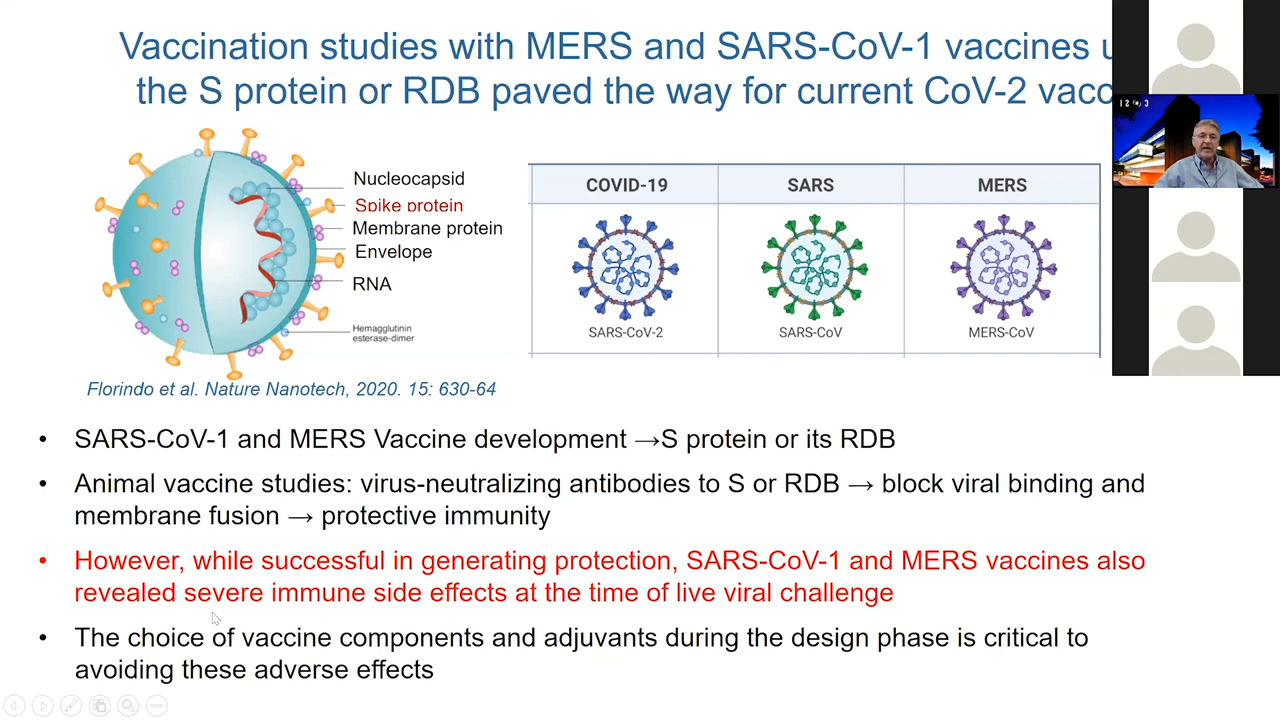 Vaccination studies with MERS and SARS-CoV-1 vaccines u
the S protein or RDB paved the way for current CoV-2 vacc
Nucleocapsid
Spike protein
Membrane protein
Envelope
RNA
Hemagglutinin
esterase-dimer
COVID-19 SARS MERS
SARS-CoV-2 SARS-CoV MERS-CoV
Florindo et al. Nature Nanotech, 2020. 15: 630-64
• SARS-CoV-1 and MERS Vaccine development →S protein or its RDB
• Animal vaccine studies: virus-neutralizing antibodies to S or RDB → block viral binding and
membrane fusion → protective immunity
• However, while successful in generating protection, SARS-CoV-1 and MERS vaccines also
revealed severe immune side effects at the time of live viral challenge
• The choice of vaccine components and adjuvants during the design phase is critical to
avoiding these adverse effects